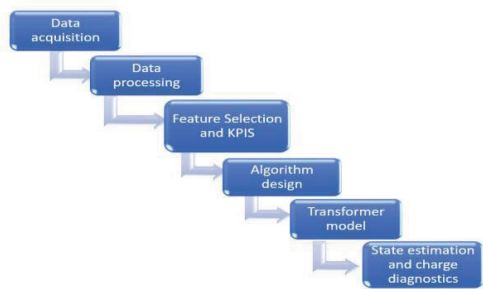 Data
acquisition
Data
processing
Feature Selection
and KPIS
Algorithm
design
Transformer
model
State estimation
and charge
diagnostics